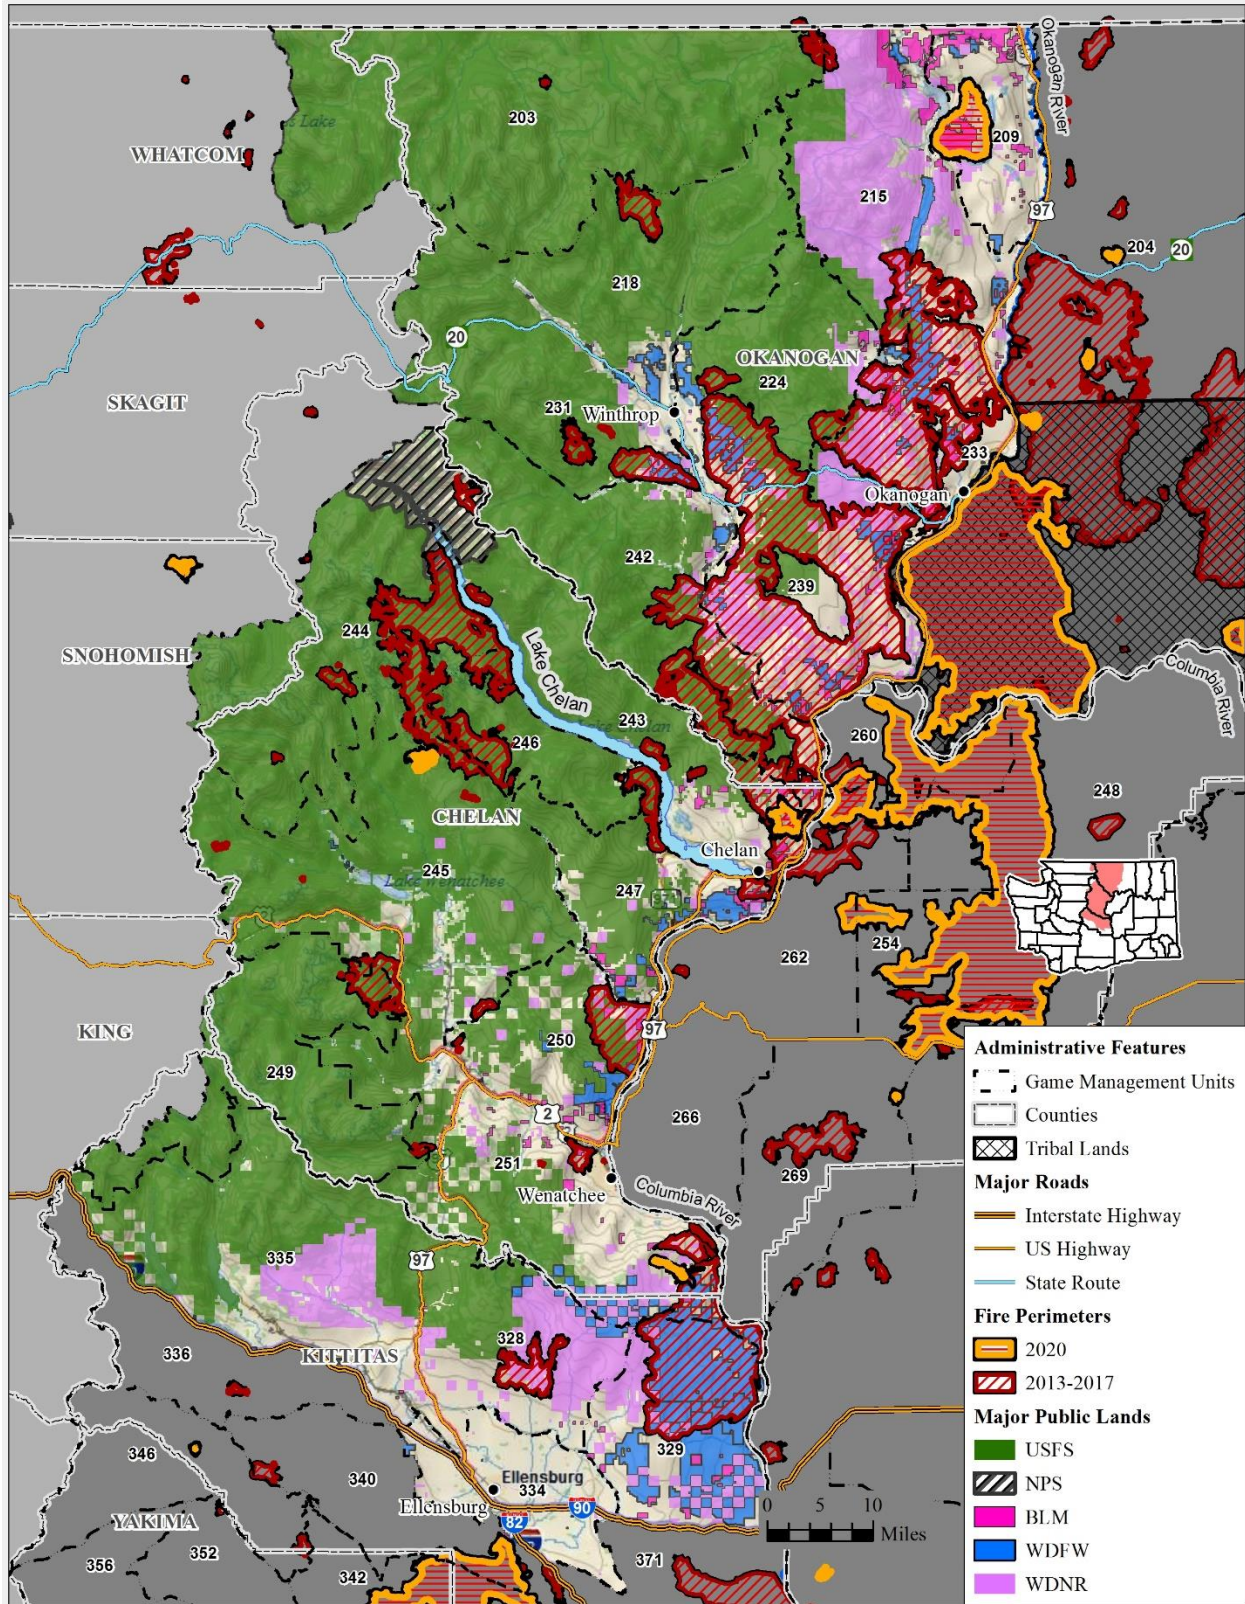 Okanogan River
203
WHATCOM
209
215
97
204
20
218
20
OKANOGAN
224
SKAGIT
231
Winthrop
233
Okanogan
242
239
244
SNOHOMISH
Lake Chelan
Columbia River
243
260
246
248
CHELAN
Chelan
245
Lake Wenatchee
247
254
262
KING
97
250
249
2
266
251
269
Wenatchee
Columbia River
335
97
328
KITTITAS
336
329
346
340
Ellensburg
334
Ellensburg
90
82
YAKIMA
356
352
342
371
0 5 10
Miles
Administrative Features
Game Management Units
Counties
Tribal Lands
Major Roads
Interstate Highway
US Highway
State Route
Fire Perimeters
2020
2013-2017
Major Public Lands
USFS
NPS
BLM
WDFW
WDNR